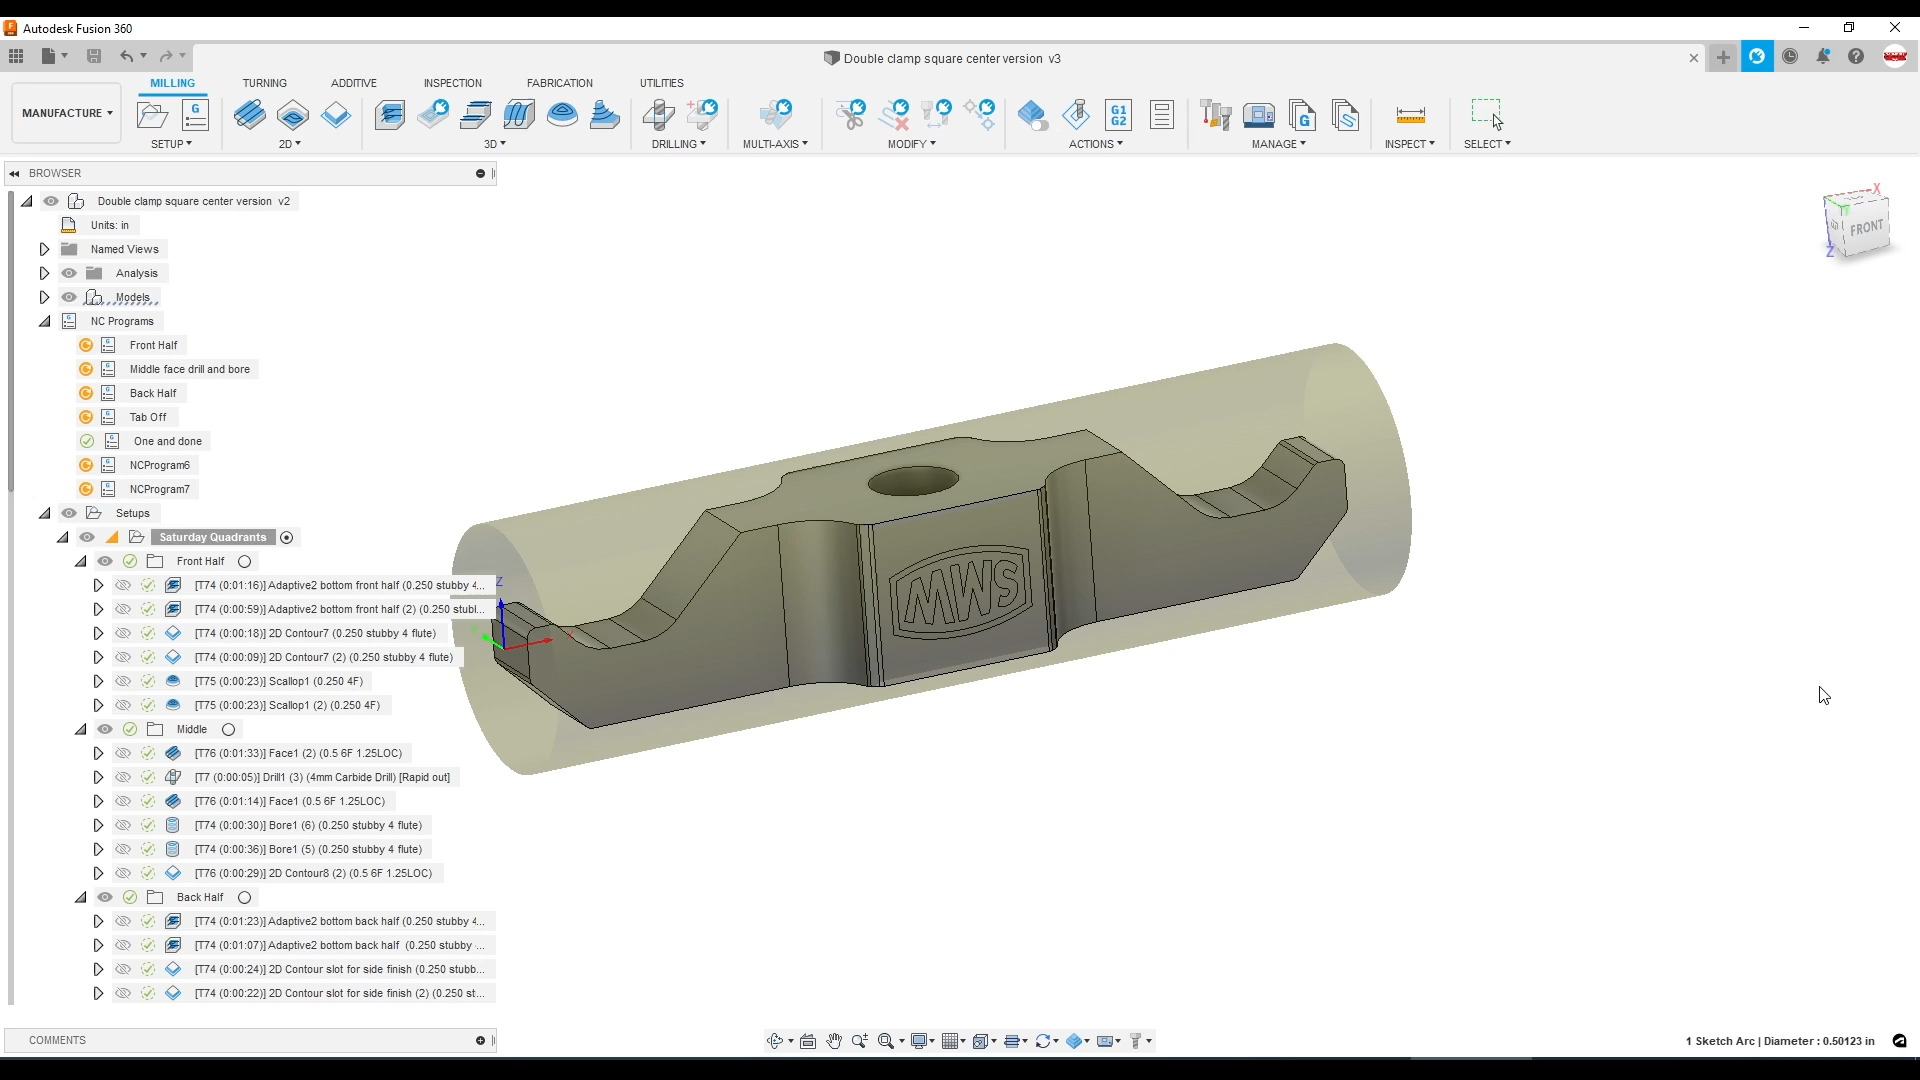 Autodesk Fusion 360
Double clamp square center version v3
MANUFACTURE
MILLING
TURNING
ADDITIVE
INSPECTION
FABRICATION
UTILITIES
G
G1
G2
G
S
SETUP
2D
3D
DRILLING
MULTI-AXIS
MODIFY
ACTIONS
MANAGE
INSPECT
SELECT
BROWSER
Double clamp square center version v2
Units: in
Named Views
Analysis
Models
NC Programs
Front Half
Middle face drill and bore
Back Half
Tab Off
One and done
NCProgram6
NCProgram7
Setups
Saturday Quadrants
Front Half
[T74 (0:01:16)] Adaptive2 bottom front half (0.250 stubby 4...
[T74 (0:00:59)] Adaptive2 bottom front half (2) (0.250 stubl...
[T74 (0:00:18)] 2D Contour7 (0.250 stubby 4 flute)
[T74 (0:00:09)] 2D Contour7 (2) (0.250 stubby 4 flute)
[T75 (0:00:23)] Scallop1 (0.250 4F)
[T75 (0:00:23)] Scallop1 (2) (0.250 4F)
Middle
[T76 (0:01:33)] Face1 (2) (0.5 6F 1.25LOC)
[T7 (0:00:05)] Drill1 (3) (4mm Carbide Drill) [Rapid out]
[T76 (0:01:14)] Face1 (0.5 6F 1.25LOC)
[T74 (0:00:30)] Bore1 (6) (0.250 stubby 4 flute)
[T74 (0:00:36)] Bore1 (5) (0.250 stubby 4 flute)
[T76 (0:00:29)] 2D Contour8 (2) (0.5 6F 1.25LOC)
Back Half
[T74 (0:01:23)] Adaptive2 bottom back half (0.250 stubby 4...
[T74 (0:01:07)] Adaptive2 bottom back half (0.250 stubby ...
[T74 (0:00:24)] 2D Contour slot for side finish (0.250 stubb...
[T74 (0:00:22)] 2D Contour slot for side finish (2) (0.250 st...
Z
X
MWS
X
FRONT
Z
COMMENTS
1 Sketch Arc | Diameter : 0.50123 in